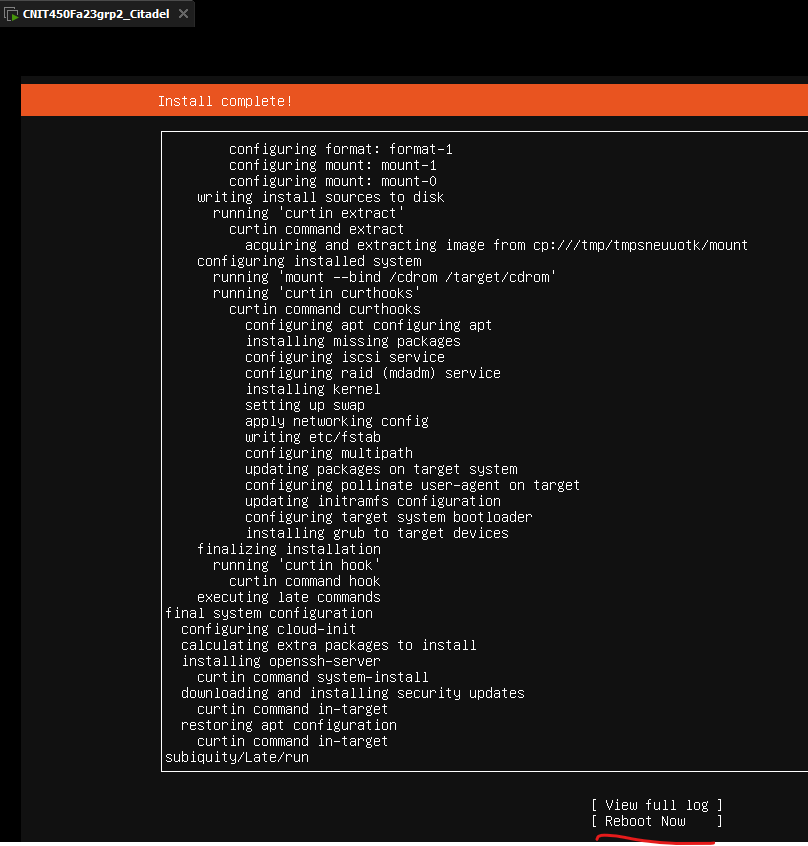 CNIT450Fa23grp2_Citadel
Install complete!
configuring format: format-1
configuring mount: mount-1
configuring mount: mount-0
writing install sources to disk
running 'curtin extract'
curtin command extract
acquiring and extracting image from cp:///tmp/tmpsneuuotk/mount
configuring installed system
running 'mount --bind /cdrom /target/cdrom'
running 'curtin curthooks'
curtin command curthooks
configuring apt configuring apt
installing missing packages
configuring iscsi service
configuring raid (mdadm) service
installing kernel
setting up swap
apply networking config
writing etc/fstab
configuring multipath
updating packages on target system
configuring pollinate user-agent on target
updating initramfs configuration
configuring target system bootloader
installing grub to target devices
finalizing installation
running 'curtin hook'
curtin command hook
executing late commands
final system configuration
configuring cloud-init
calculating extra packages to install
installing openssh-server
curtin command system-install
downloading and installing security updates
curtin command in-target
restoring apt configuration
curtin command in-target
subiquity/Late/run
[ View full log ]
[ Reboot Now ]